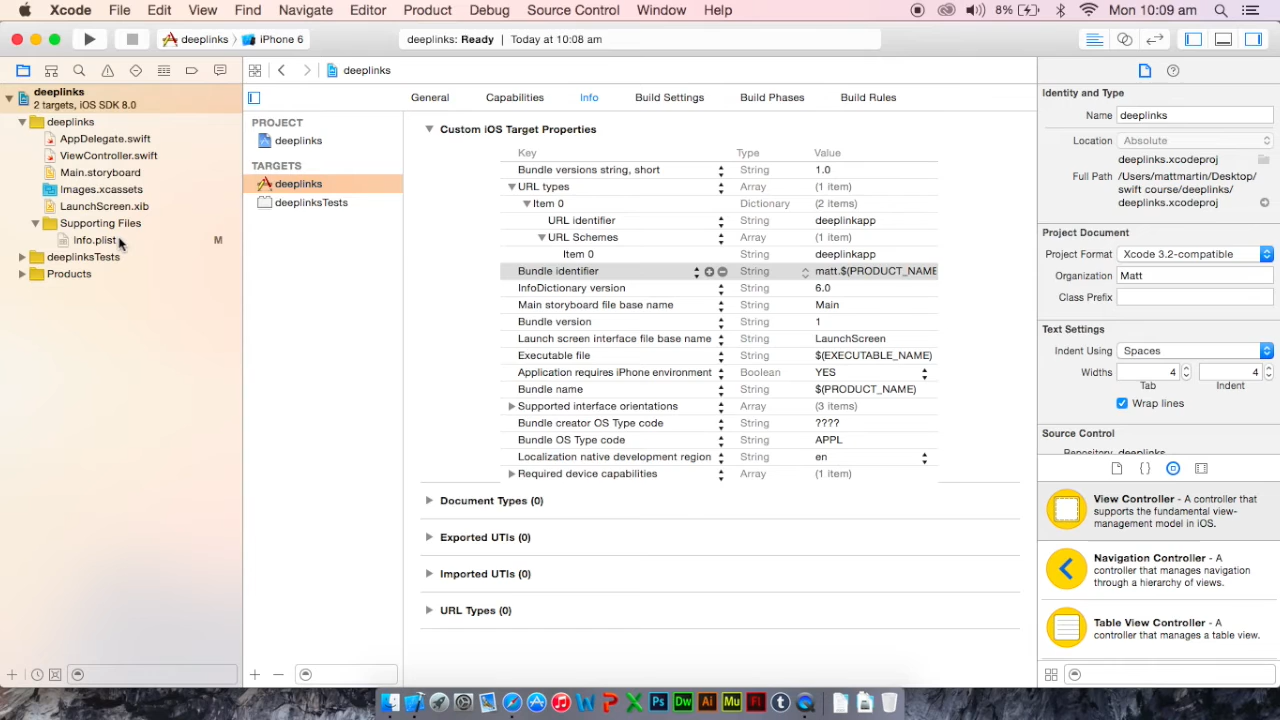 Xcode File Edit View Find Navigate Editor Product Debug Source Control Window Help 8% Mon 10:09 am
deeplinks iPhone 6 deeplinks: Ready | Today at 10:08 am
deeplinks
General Capabilities Info Build Settings Build Phases Build Rules
deeplinks
2 targets, iOS SDK 8.0
deeplinks
AppDelegate.swift
ViewController.swift
Main.storyboard
Images.xcassets
LaunchScreen.xib
Supporting Files
Info.plist M
deeplinksTests
Products
PROJECT
deeplinks
TARGETS
deeplinks
deeplinksTests
Custom iOS Target Properties
Key Type Value
Bundle versions string, short String 1.0
URL types Array (1 item)
Item 0 Dictionary (2 items)
URL identifier String deeplinkapp
URL Schemes Array (1 item)
Item 0 String deeplinkapp
Bundle identifier String matt.$(PRODUCT_NAME
InfoDictionary version String 6.0
Main storyboard file base name String Main
Bundle version String 1
Launch screen interface file base name String LaunchScreen
Executable file String $(EXECUTABLE_NAME)
Application requires iPhone environment Boolean YES
Bundle name String $(PRODUCT_NAME)
Supported interface orientations Array (3 items)
Bundle creator OS Type code String ????
Bundle OS Type code String APPL
Localization native development region String en
Required device capabilities Array (1 item)
Document Types (0)
Exported UTIs (0)
Imported UTIs (0)
URL Types (0)
Identity and Type
Name deeplinks
Location Absolute
deeplinks.xcodeproj
Full Path /Users/mattmartin/Desktop/
swift course/deeplinks/
deeplinks.xcodeproj
Project Document
Project Format Xcode 3.2-compatible
Organization Matt
Class Prefix
Text Settings
Indent Using Spaces
Widths 4 4
Tab Indent
Wrap lines
Source Control
Repository deeplinks
{ }
View Controller - A controller that
supports the fundamental view-
management model in iOS.
Navigation Controller - A
controller that manages navigation
through a hierarchy of views.
Table View Controller - A
controller that manages a table view.
W P X Ps Dw Ai Mu Fl t